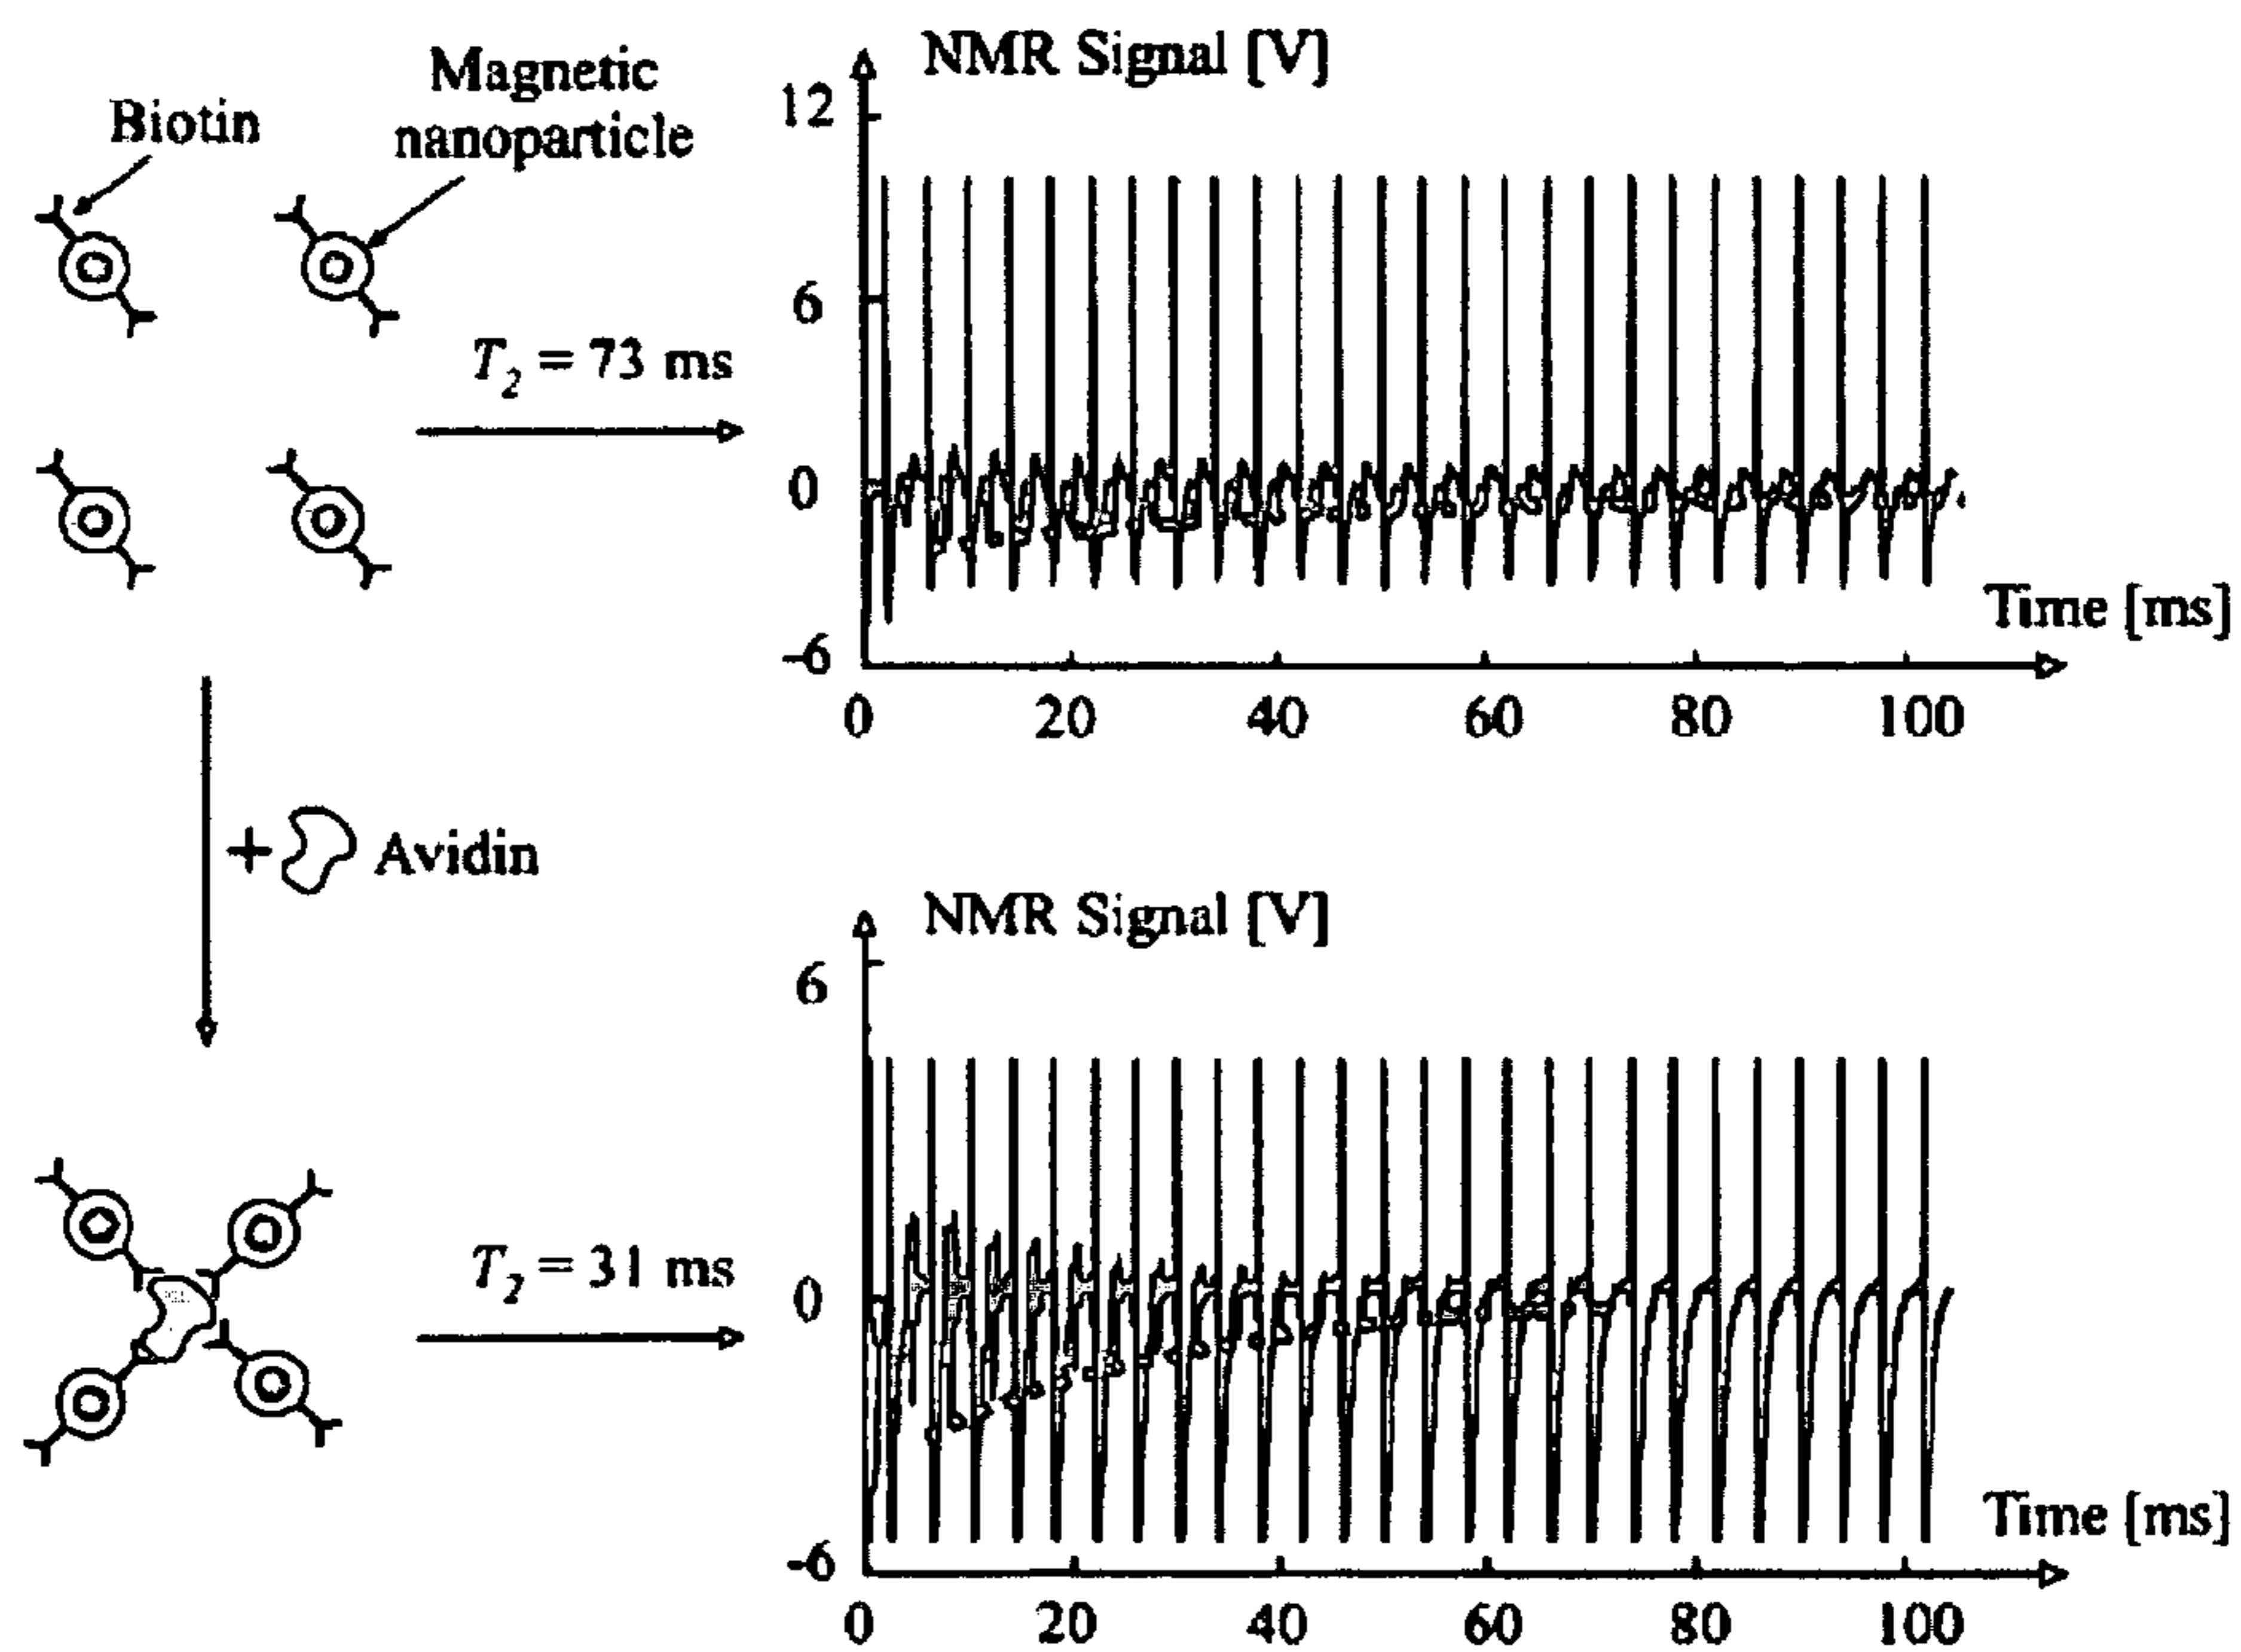 Biotin
Magnetic
nanoparticle
T2 = 73 ms
NMR Signal [V]
12
6
0
-6
0 20 40 60 80 100
Time [ms]
+ Avidin
T2 = 31 ms
NMR Signal [V]
6
0
-6
0 20 40 60 80 100
Time [ms]